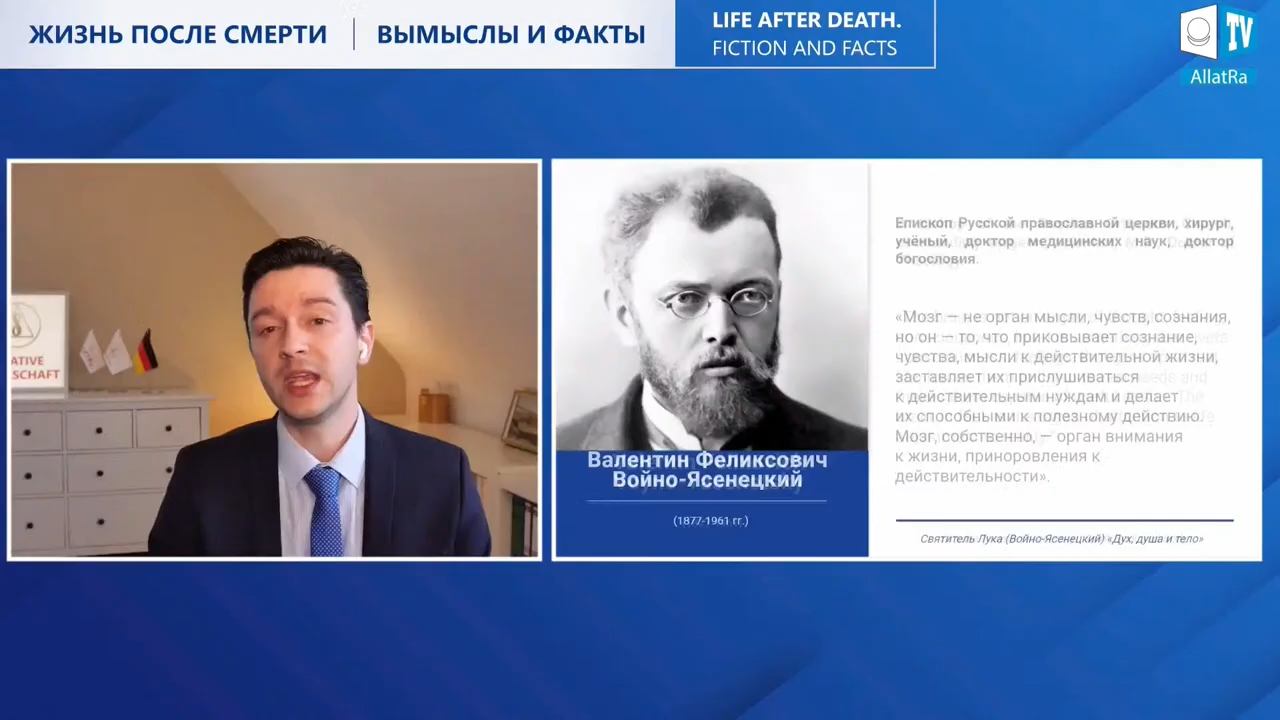 ЖИЗНЬ ПОСЛЕ СМЕРТИ
ВЫМЫСЛЫ И ФАКТЫ
LIFE AFTER DEATH.
FICTION AND FACTS
TV
AllatRa
ATIVE
SCHAFT
Валентин Феликсович
Войно-Ясенецкий
(1877-1961 гг.)
Епископ Русской православной церкви, хирург,
учёный, доктор медицинских наук, доктор
богословия.
«Мозг — не орган мысли, чувств, сознания,
но он — то, что приковывает сознание,
чувства, мысли к действительной жизни,
заставляет их прислушиваться
к действительным нуждам и делает
их способными к полезному действию.
Мозг, собственно, — орган внимания
к жизни, приноровления к
действительности».
Святитель Лука (Войно-Ясенецкий) «Дух, душа и тело»